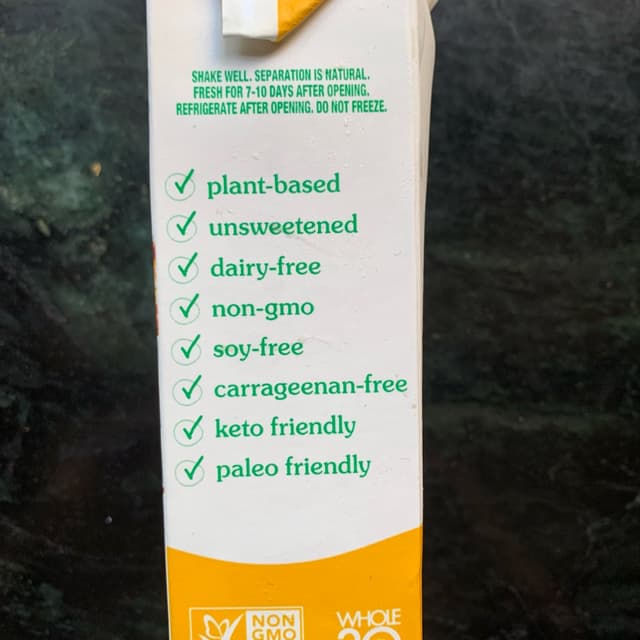 SHAKE WELL. SEPARATION IS NATURAL.
FRESH FOR 7-10 DAYS AFTER OPENING.
REFRIGERATE AFTER OPENING. DO NOT FREEZE.
plant-based
unsweetened
dairy-free
non-gmo
soy-free
carrageenan-free
keto friendly
paleo friendly
NON
GMO
WHOLE
30